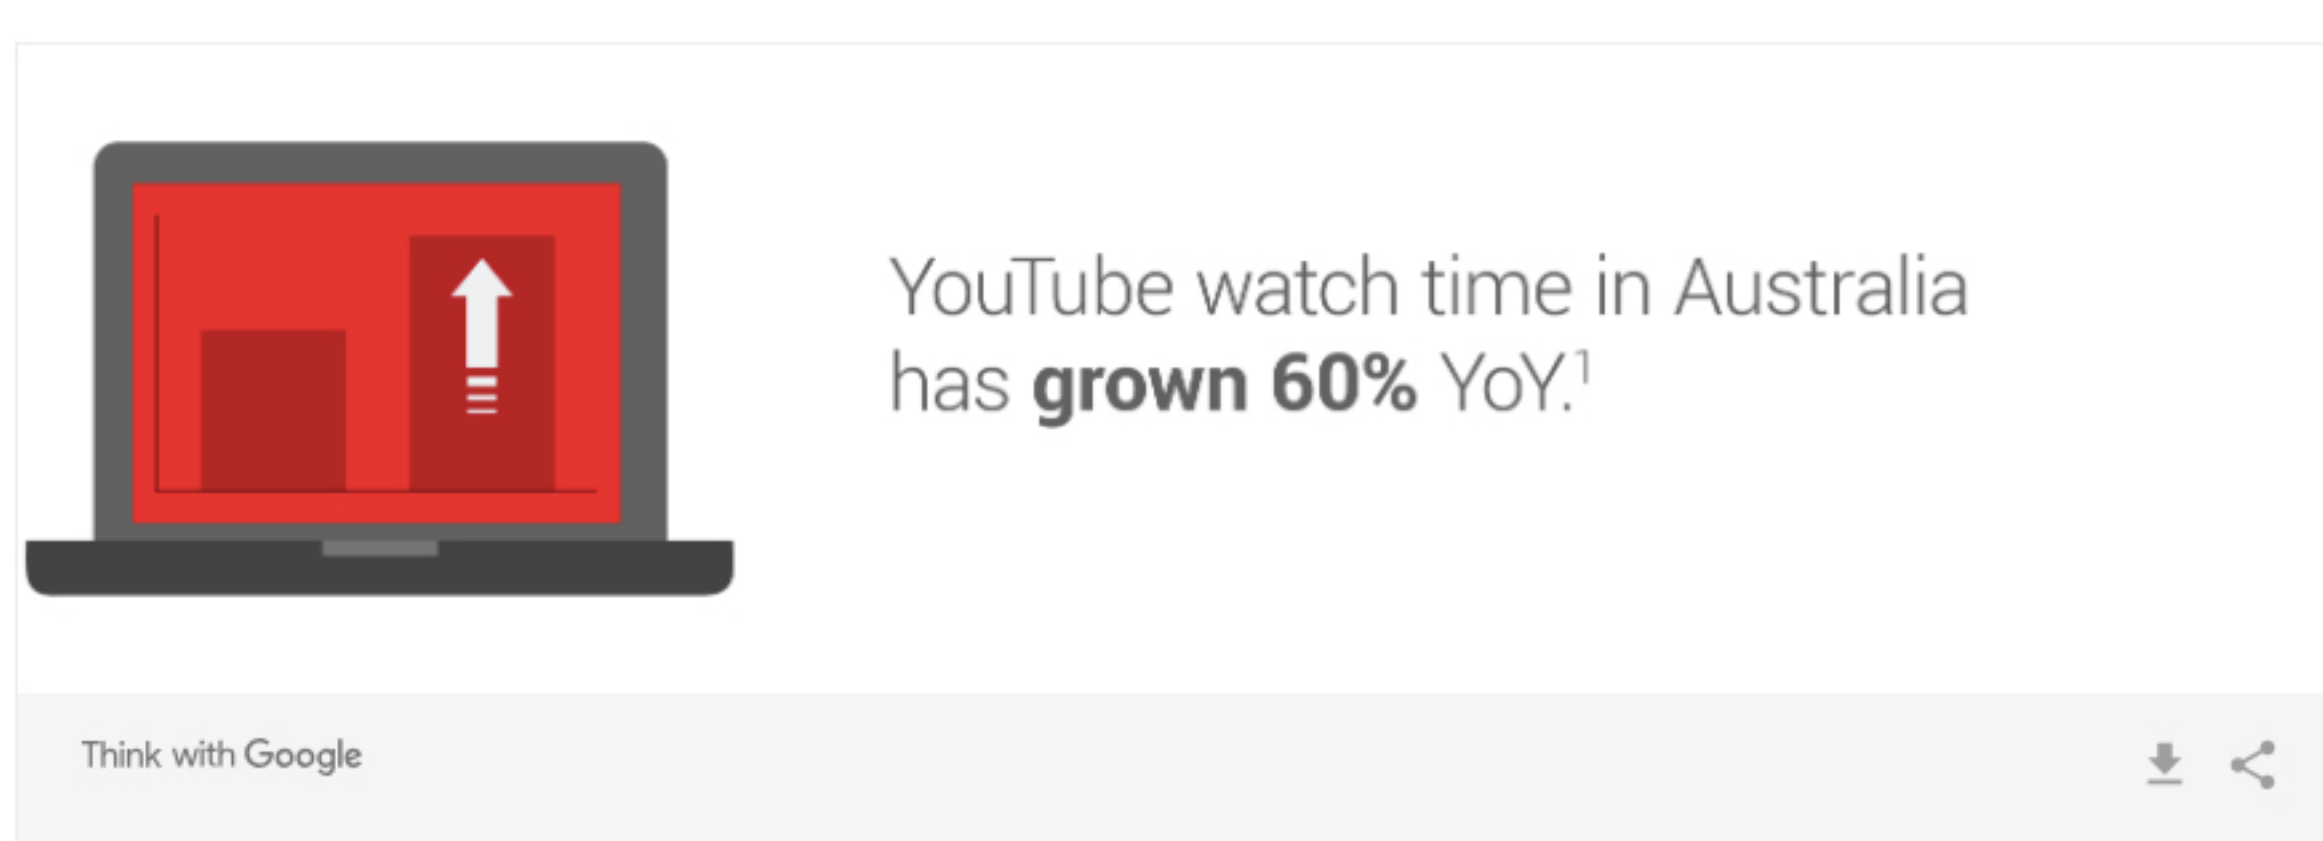 YouTube watch time in Australia
has grown 60% YoY.¹
Think with Google